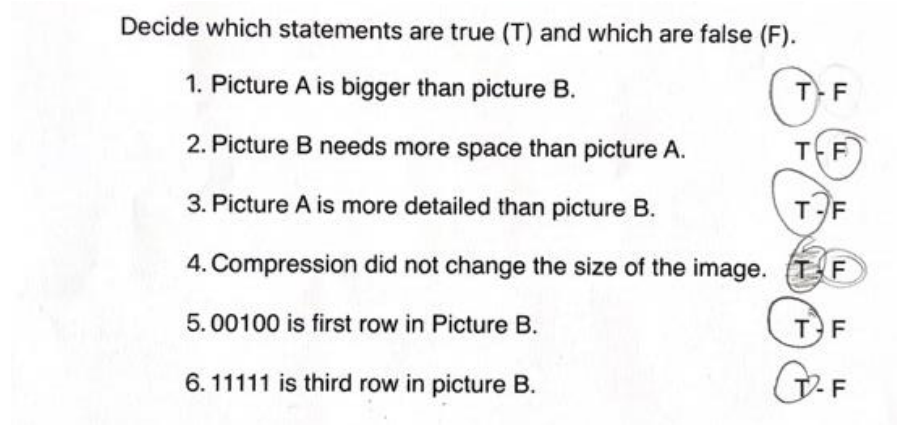 Decide which statements are true (T) and which are false (F).
1. Picture A is bigger than picture B. T - F
2. Picture B needs more space than picture A. T - F
3. Picture A is more detailed than picture B. T - F
4. Compression did not change the size of the image. T - F
5. 00100 is first row in Picture B. T - F
6. 11111 is third row in picture B. T - F